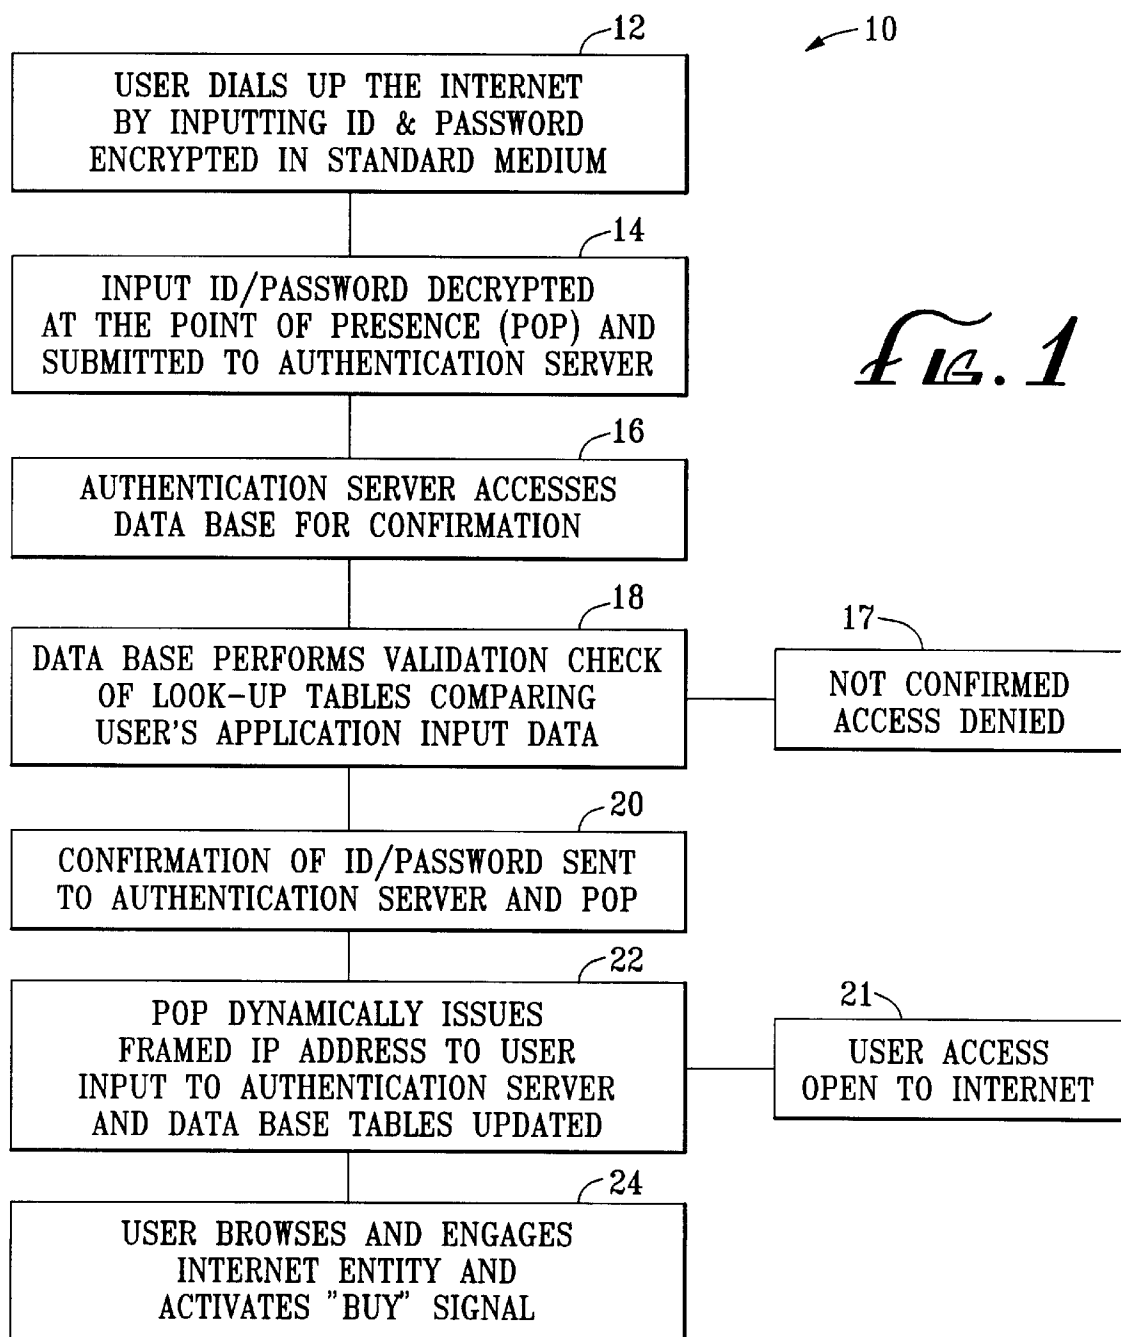 12
10
USER DIALS UP THE INTERNET
BY INPUTTING ID & PASSWORD
ENCRYPTED IN STANDARD MEDIUM
14
INPUT ID/PASSWORD DECRYPTED
AT THE POINT OF PRESENCE (POP) AND
SUBMITTED TO AUTHENTICATION SERVER
FIG. 1
16
AUTHENTICATION SERVER ACCESSES
DATA BASE FOR CONFIRMATION
18
DATA BASE PERFORMS VALIDATION CHECK
OF LOOK-UP TABLES COMPARING
USER'S APPLICATION INPUT DATA
17
NOT CONFIRMED
ACCESS DENIED
20
CONFIRMATION OF ID/PASSWORD SENT
TO AUTHENTICATION SERVER AND POP
22
POP DYNAMICALLY ISSUES
FRAMED IP ADDRESS TO USER
INPUT TO AUTHENTICATION SERVER
AND DATA BASE TABLES UPDATED
21
USER ACCESS
OPEN TO INTERNET
24
USER BROWSES AND ENGAGES
INTERNET ENTITY AND
ACTIVATES "BUY" SIGNAL